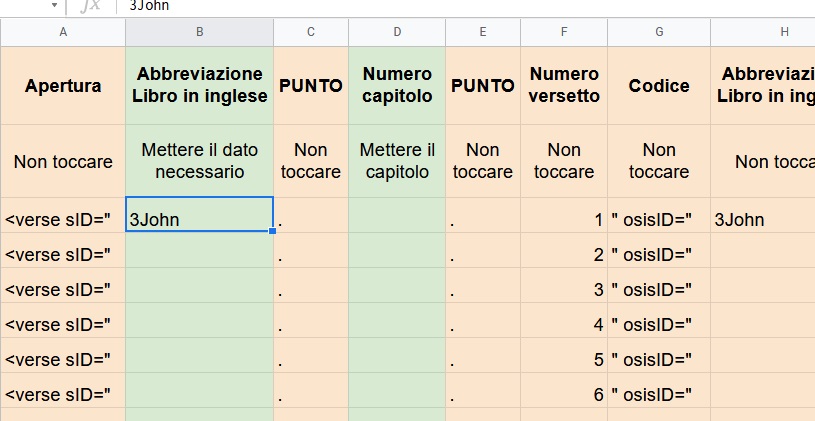 fx 3John
A B C D E F G H
Apertura Abbreviazione Libro in inglese PUNTO Numero capitolo PUNTO Numero versetto Codice Abbreviazi Libro in ing
Non toccare Mettere il dato necessario Non toccare Mettere il capitolo Non toccare Non toccare Non toccare Non tocca
<verse sID=" 3John . . 1 " osisID=" 3John
<verse sID=" . . 2 " osisID="
<verse sID=" . . 3 " osisID="
<verse sID=" . . 4 " osisID="
<verse sID=" . . 5 " osisID="
<verse sID=" . . 6 " osisID="